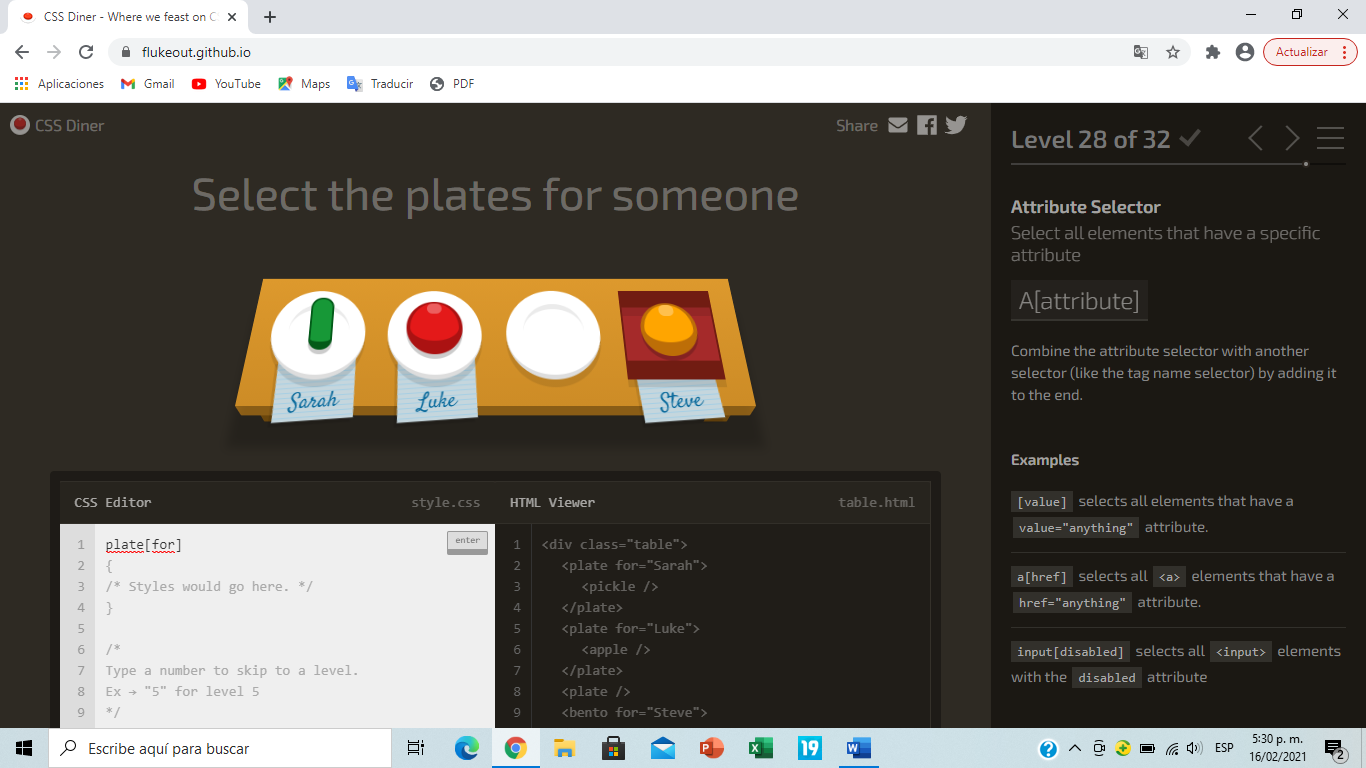 CSS Diner - Where we feast on C
flukeout.github.io
Actualizar
Aplicaciones
Gmail
YouTube
Maps
Traducir
PDF
CSS Diner
Share
Select the plates for someone
Sarah
Luke
Steve
CSS Editor
style.css
1
2
3
4
5
6
7
8
9
plate[for]
{
/* Styles would go here. */
}
/*
Type a number to skip to a level.
Ex → "5" for level 5
*/
enter
HTML Viewer
table.html
1 <div class="table">
2 <plate for="Sarah">
3 <pickle />
4 </plate>
5 <plate for="Luke">
6 <apple />
7 </plate>
8 <plate />
9 <bento for="Steve">
Level 28 of 32
Attribute Selector
Select all elements that have a specific
attribute
A[attribute]
Combine the attribute selector with another
selector (like the tag name selector) by adding it
to the end.
Examples
[value] selects all elements that have a
value="anything" attribute.
a[href] selects all <a> elements that have a
href="anything" attribute.
input[disabled] selects all <input> elements
with the disabled attribute
Escribe aquí para buscar
19
ESP
5:30 p. m.
16/02/2021
2